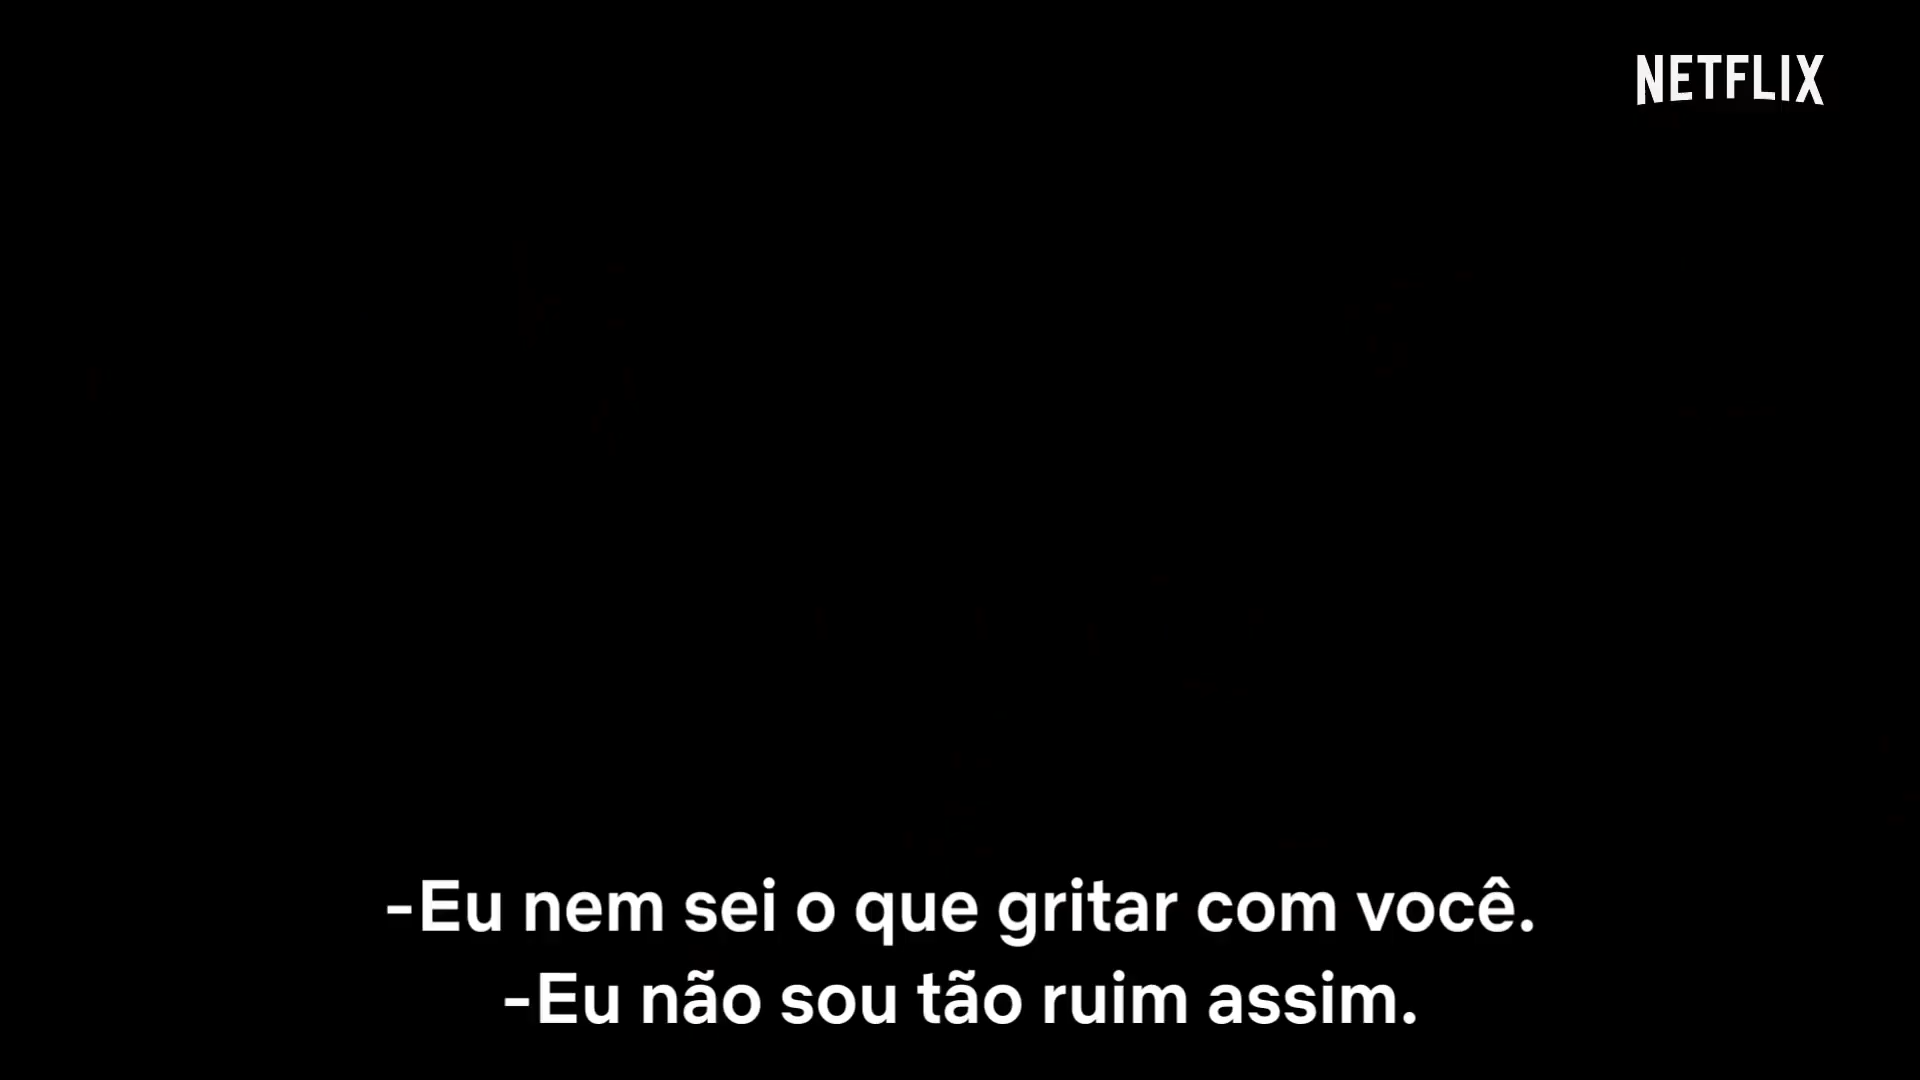 NETFLIX
-Eu nem sei o que gritar com você.
-Eu não sou tão ruim assim.